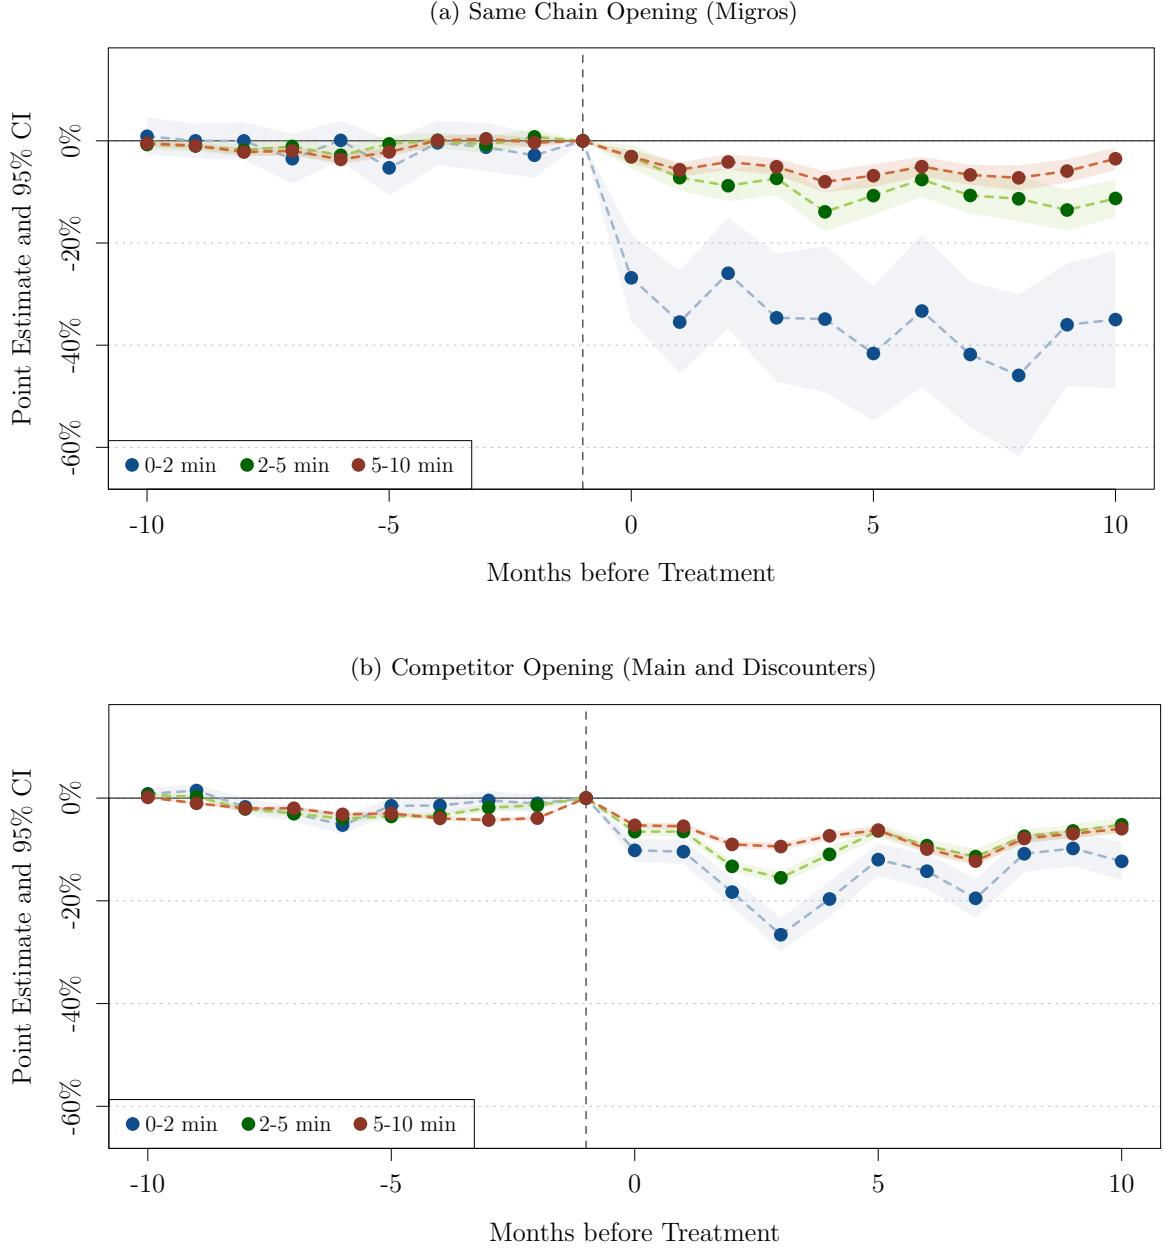 (a) Same Chain Opening (Migros)
Point Estimate and 95% CI
0%
-20%
-40%
-60%
0-2 min 2-5 min 5-10 min
-10 -5 0 5 10
Months before Treatment
(b) Competitor Opening (Main and Discounters)
Point Estimate and 95% CI
0%
-20%
-40%
-60%
0-2 min 2-5 min 5-10 min
-10 -5 0 5 10
Months before Treatment